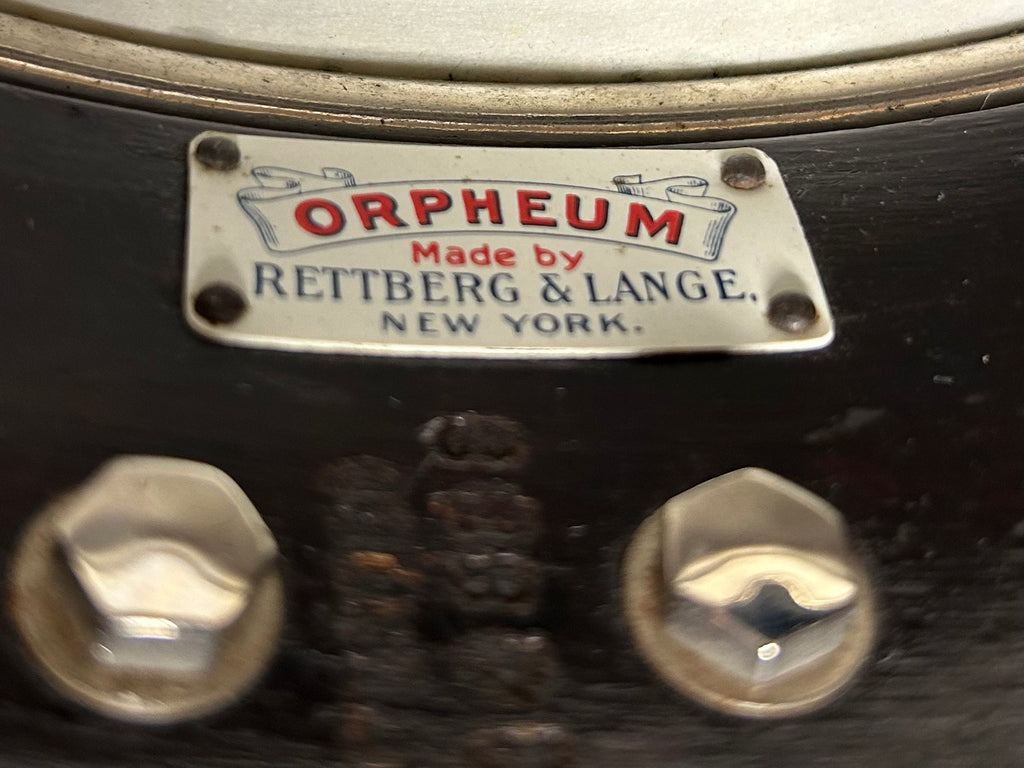 ORPHEUM
Made by
RETTBERG & LANGE.
NEW YORK.